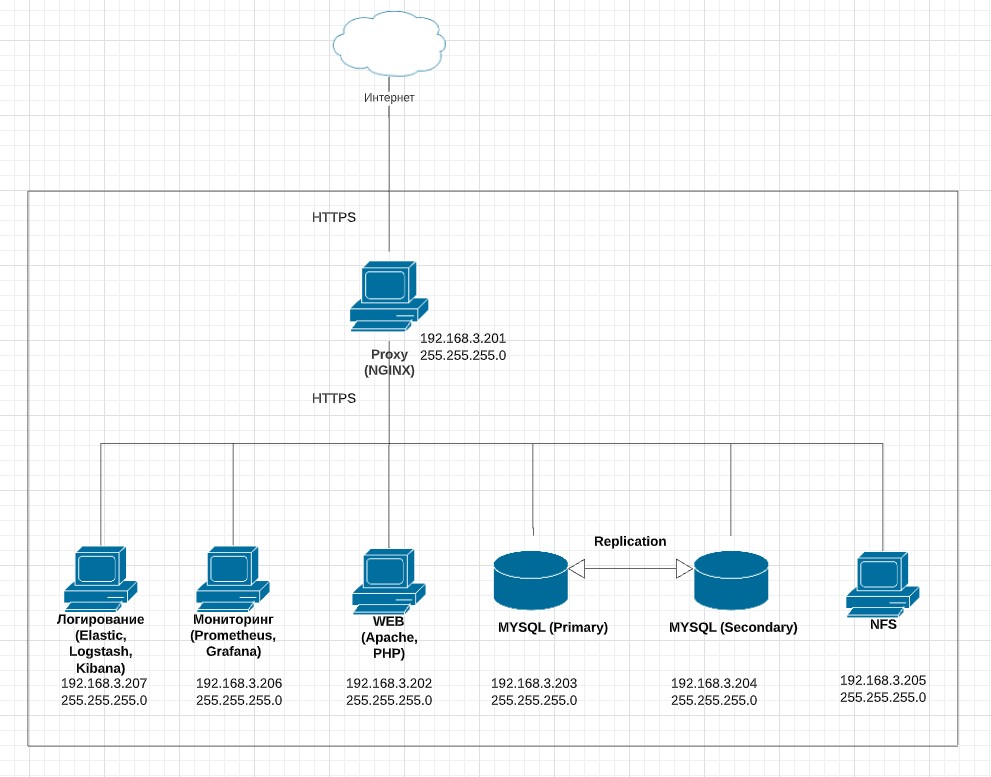 Интернет
HTTPS
192.168.3.201
255.255.255.0
Proxy
(NGINX)
HTTPS
Replication
Логирование
(Elastic,
Logstash,
Kibana)
192.168.3.207
255.255.255.0
Мониторинг
(Prometheus,
Grafana)
192.168.3.206
255.255.255.0
WEB
(Apache,
PHP)
192.168.3.202
255.255.255.0
MYSQL (Primary)
192.168.3.203
255.255.255.0
MYSQL (Secondary)
192.168.3.204
255.255.255.0
NFS
192.168.3.205
255.255.255.0